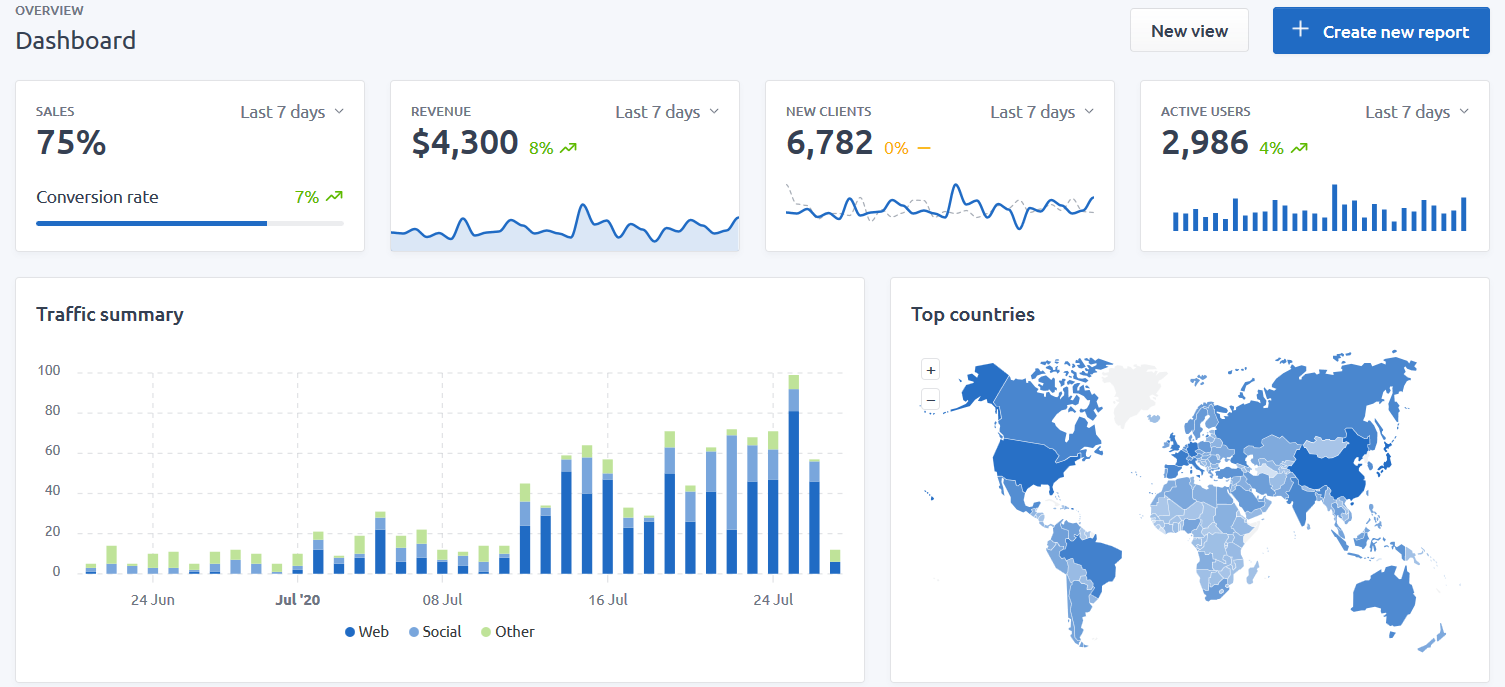 OVERVIEW
Dashboard
New view
+ Create new report
SALES
Last 7 days
75%
Conversion rate
7%
REVENUE
Last 7 days
$4,300
8%
NEW CLIENTS
Last 7 days
6,782
0%
ACTIVE USERS
Last 7 days
2,986
4%
Traffic summary
100
80
60
40
20
0
24 Jun
Jul '20
08 Jul
16 Jul
24 Jul
Web
Social
Other
Top countries
+
−